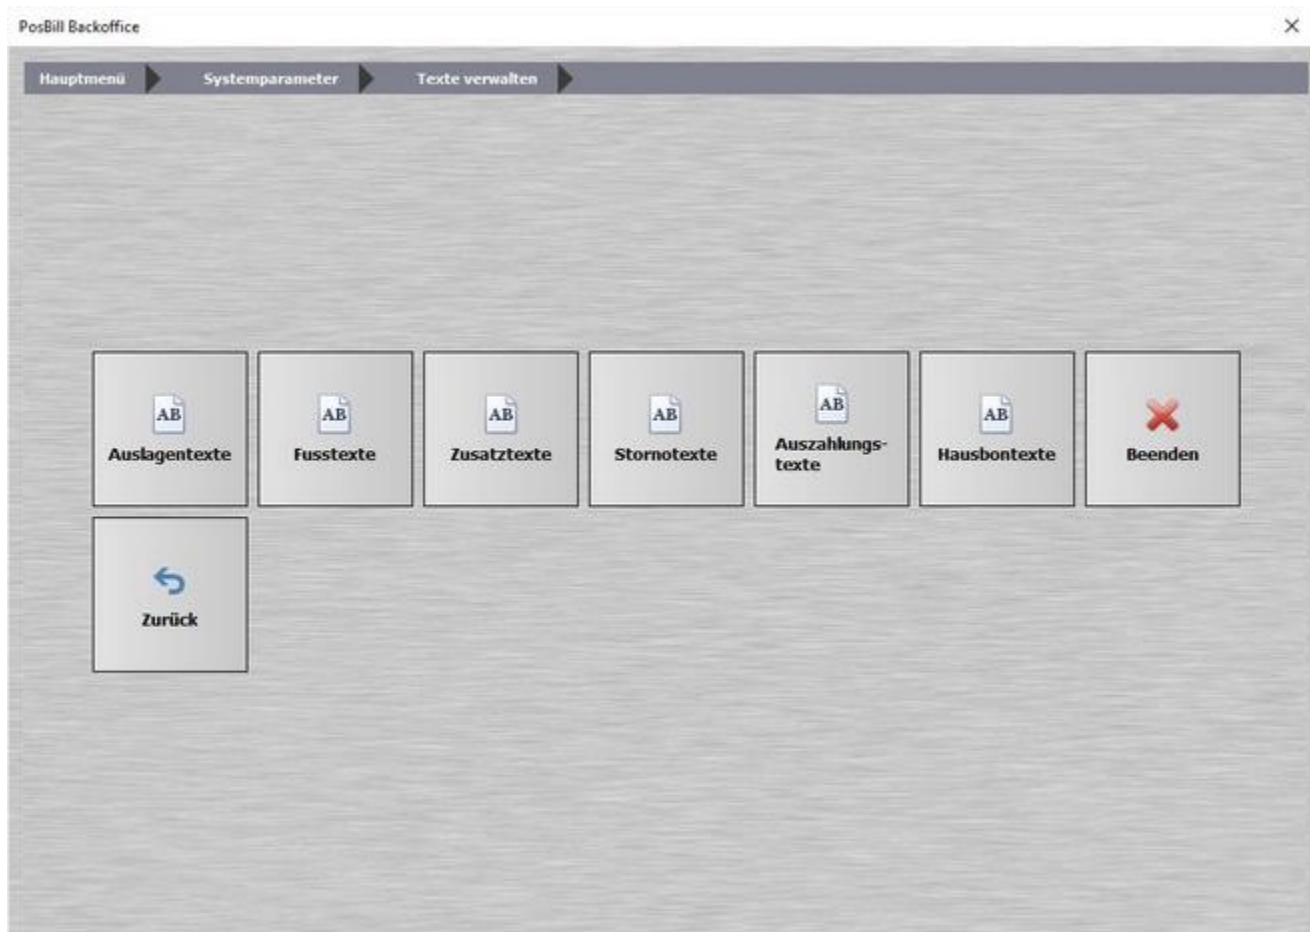 PosBill Backoffice
Hauptmenü
Systemparameter
Texte verwalten
AB
Auslagentexte
AB
Fusstexte
AB
Zusatztexte
AB
Stornotexte
AB
Auszahlungs-
texte
AB
Hausbontexte
Beenden
Zurück